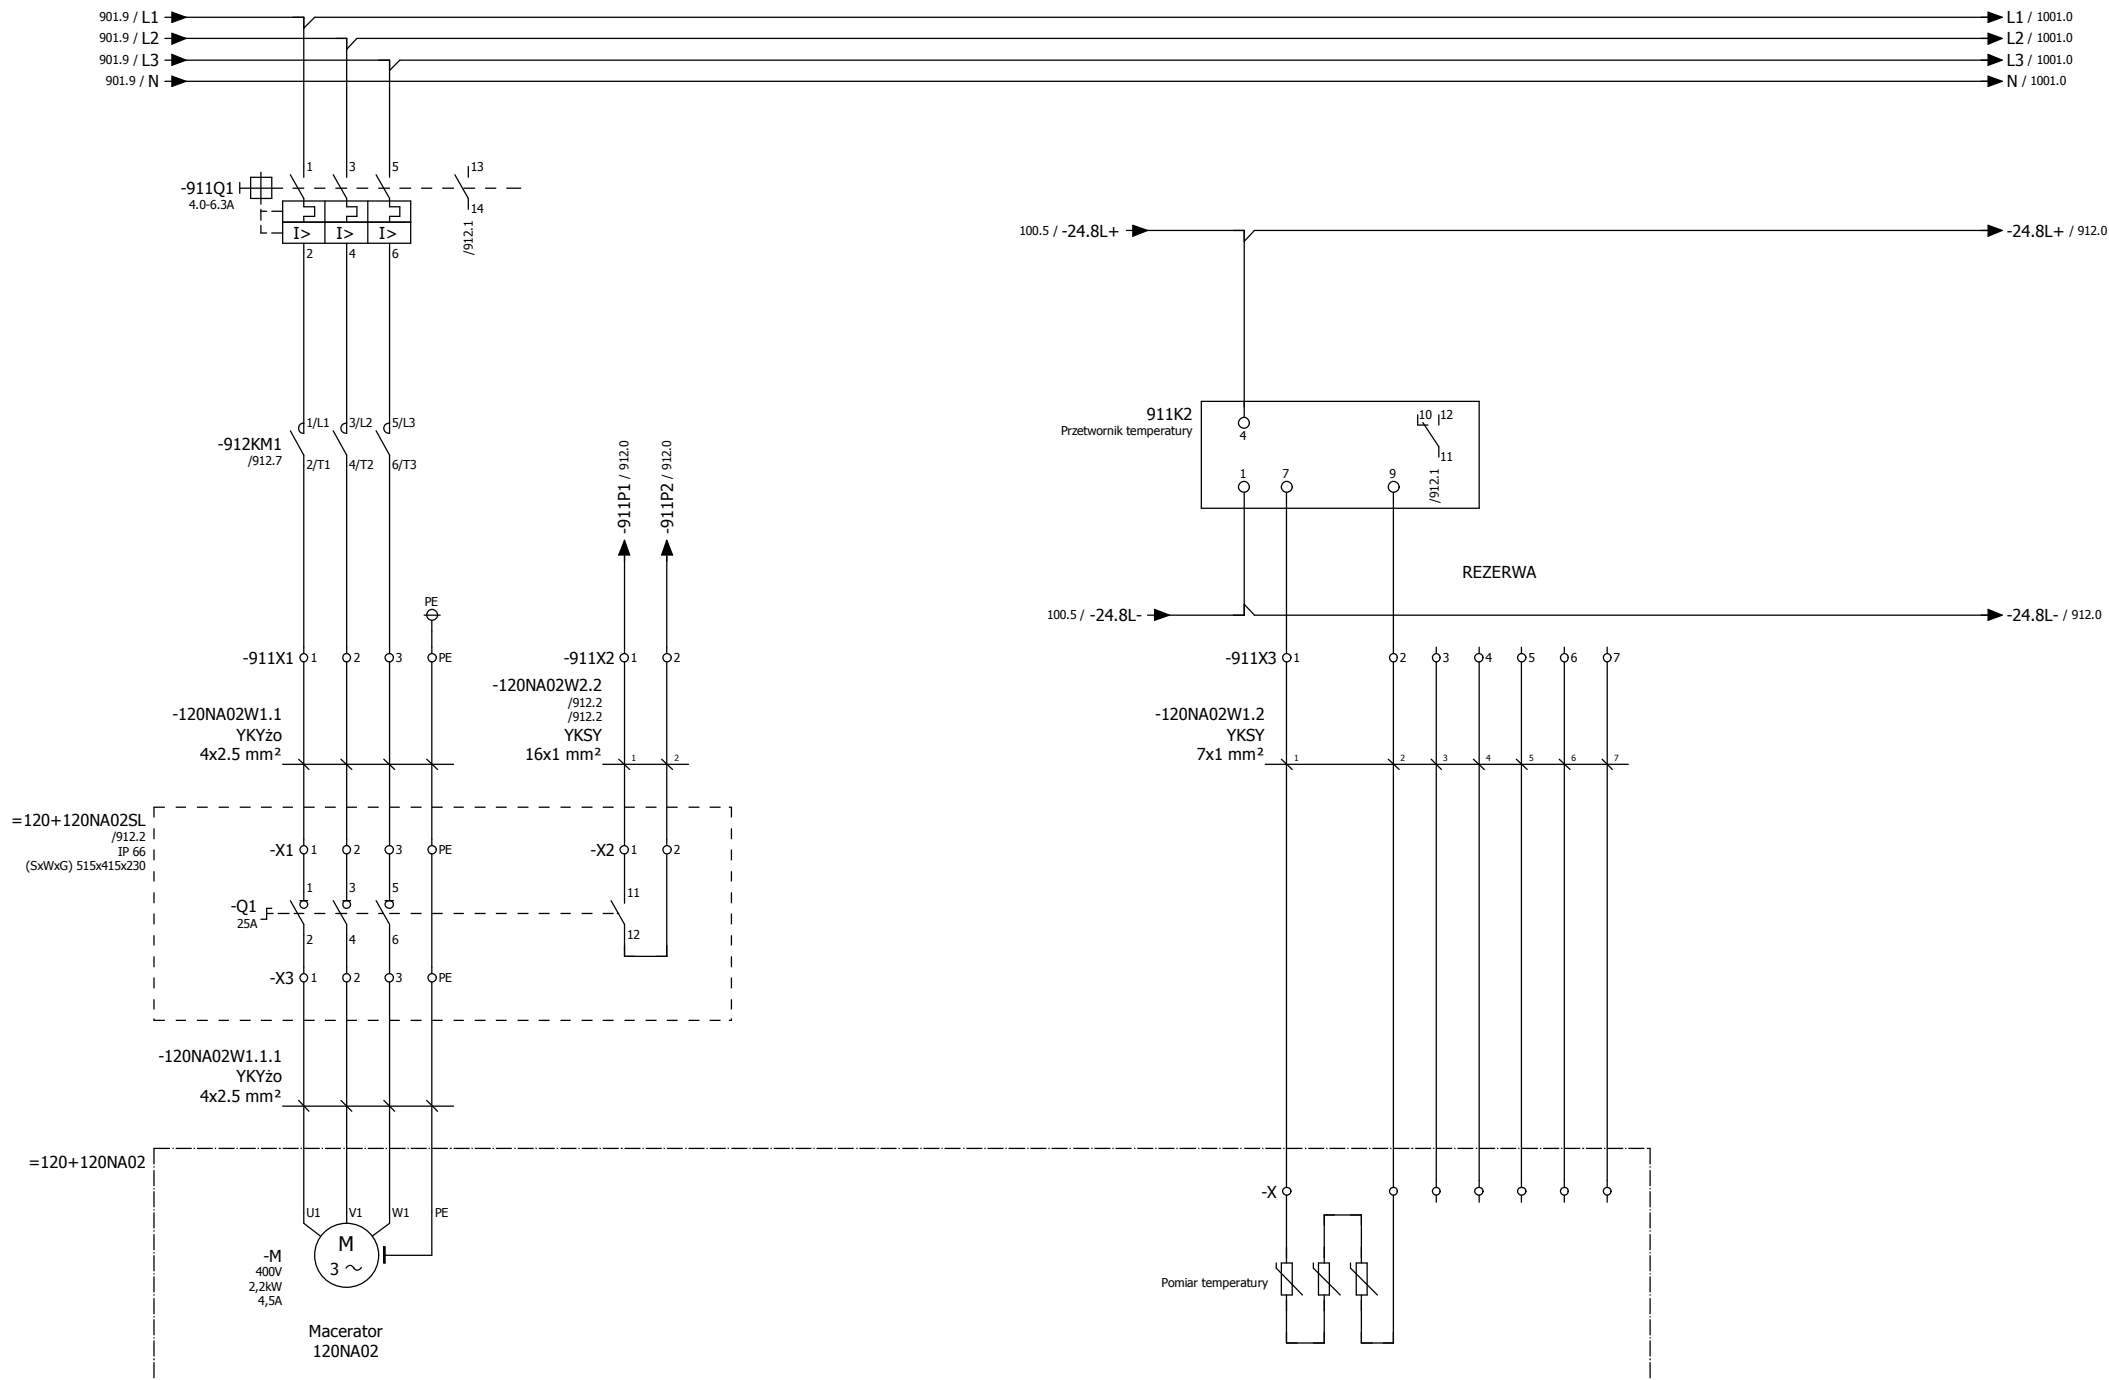 901.9 / L1
L1 / 1001.0
901.9 / L2
L2 / 1001.0
901.9 / L3
L3 / 1001.0
901.9 / N
N / 1001.0
1
3
5
13
-911Q1
4.0-6.3A
14
I>
I>
I>
/912.1
2
4
6
100.5 / -24.8L+
-24.8L+ / 912.0
1/L1
3/L2
5/L3
-912KM1
/912.7
2/T1
4/T2
6/T3
-911P1 / 912.0
-911P2 / 912.0
911K2
Przetwornik temperatury
4
10
12
11
1
7
9
/912.1
REZERWA
100.5 / -24.8L-
-24.8L- / 912.0
PE
-911X1
1
2
3
PE
-911X2
1
2
-911X3
1
2
3
4
5
6
7
-120NA02W1.1
YKYżo
4x2.5 mm²
-120NA02W2.2
/912.2
/912.2
YKSY
16x1 mm²
1
2
-120NA02W1.2
YKSY
7x1 mm²
1
2
3
4
5
6
7
=120+120NA02SL
/912.2
IP 66
(SxWxG) 515x415x230
-X1
1
2
3
PE
-X2
1
2
-Q1
25A
1
3
5
11
2
4
6
12
-X3
1
2
3
PE
-120NA02W1.1.1
YKYżo
4x2.5 mm²
=120+120NA02
-X
U1
V1
W1
PE
-M
400V
2,2kW
4,5A
M
3 ~
Pomiar temperatury
Macerator
120NA02